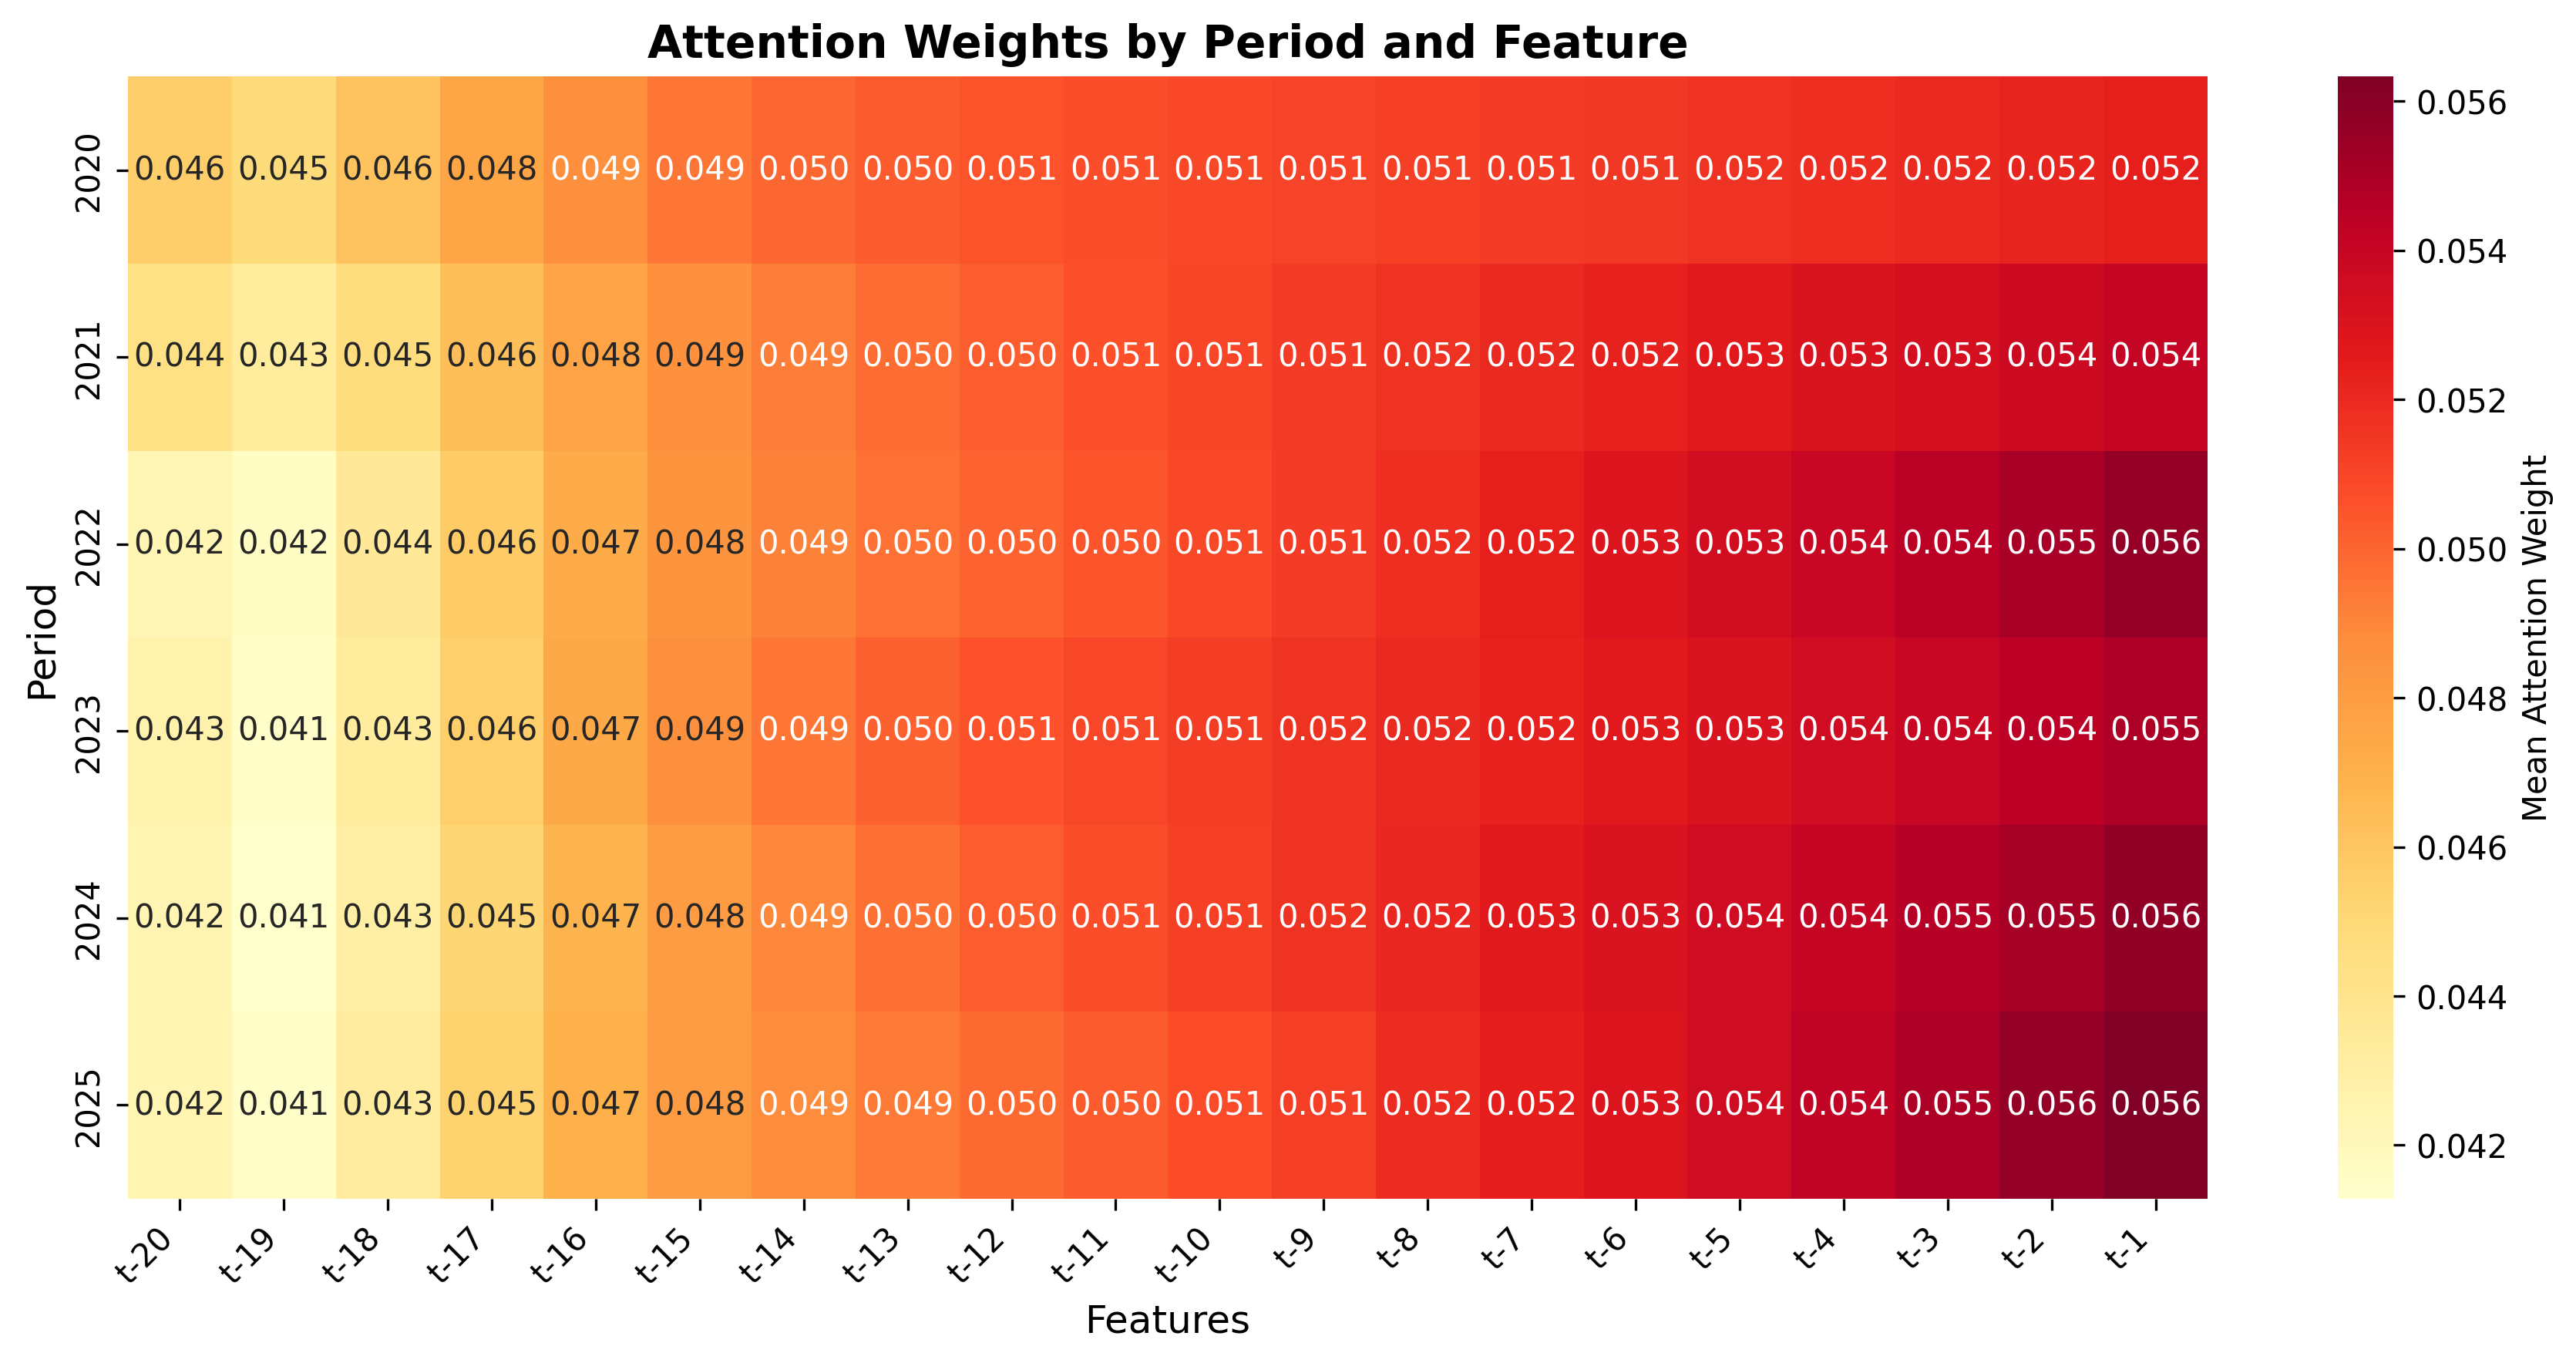 Attention Weights by Period and Feature
2020 0.046 0.045 0.046 0.048 0.049 0.049 0.050 0.050 0.051 0.051 0.051 0.051 0.051 0.051 0.051 0.052 0.052 0.052 0.052 0.052
2021 0.044 0.043 0.045 0.046 0.048 0.049 0.049 0.050 0.050 0.051 0.051 0.051 0.052 0.052 0.052 0.053 0.053 0.053 0.054 0.054
2022 0.042 0.042 0.044 0.046 0.047 0.048 0.049 0.050 0.050 0.050 0.051 0.051 0.052 0.052 0.053 0.053 0.054 0.054 0.055 0.056
2023 0.043 0.041 0.043 0.046 0.047 0.049 0.049 0.050 0.051 0.051 0.051 0.052 0.052 0.052 0.053 0.053 0.054 0.054 0.054 0.055
2024 0.042 0.041 0.043 0.045 0.047 0.048 0.049 0.050 0.050 0.051 0.051 0.052 0.052 0.053 0.053 0.054 0.054 0.055 0.055 0.056
2025 0.042 0.041 0.043 0.045 0.047 0.048 0.049 0.049 0.050 0.050 0.051 0.051 0.052 0.052 0.053 0.054 0.054 0.055 0.056 0.056
t-20 t-19 t-18 t-17 t-16 t-15 t-14 t-13 t-12 t-11 t-10 t-9 t-8 t-7 t-6 t-5 t-4 t-3 t-2 t-1
Features
Period
0.056
0.054
0.052
0.050
0.048
0.046
0.044
0.042
Mean Attention Weight